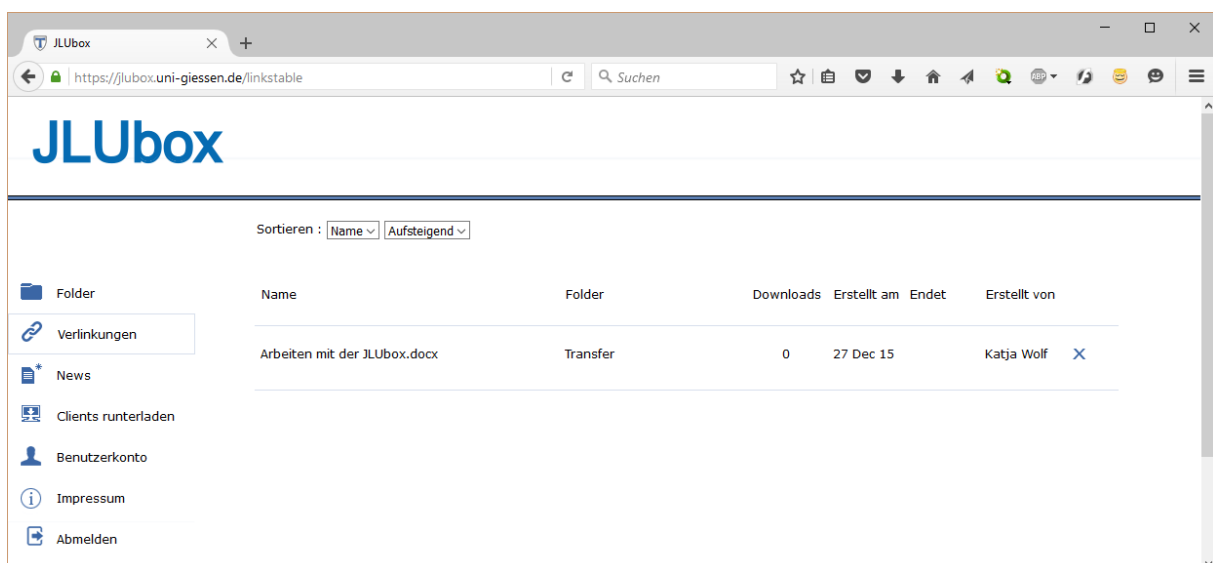 JLUbox
https://jlubox.uni-giessen.de/linkstable
Suchen
ABP
JLUbox
Sortieren : Name Aufsteigend
Folder
Verlinkungen
News
Clients runterladen
Benutzerkonto
Impressum
Abmelden
Name Folder Downloads Erstellt am Endet Erstellt von
Arbeiten mit der JLUbox.docx Transfer 0 27 Dec 15 Katja Wolf